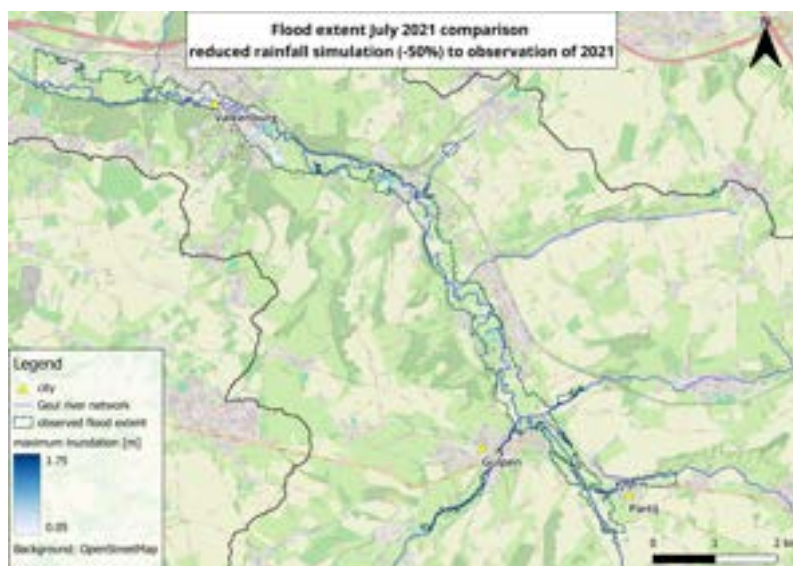 Flood extent July 2021 comparison
reduced rainfall simulation (-50%) to observation of 2021
Valkenburg
Legend
city
Geul river network
observed flood extent
maximum inundation [m]
1.75
0.05
Background: OpenStreetMap
Gulpen
Partij
0 1 2 km